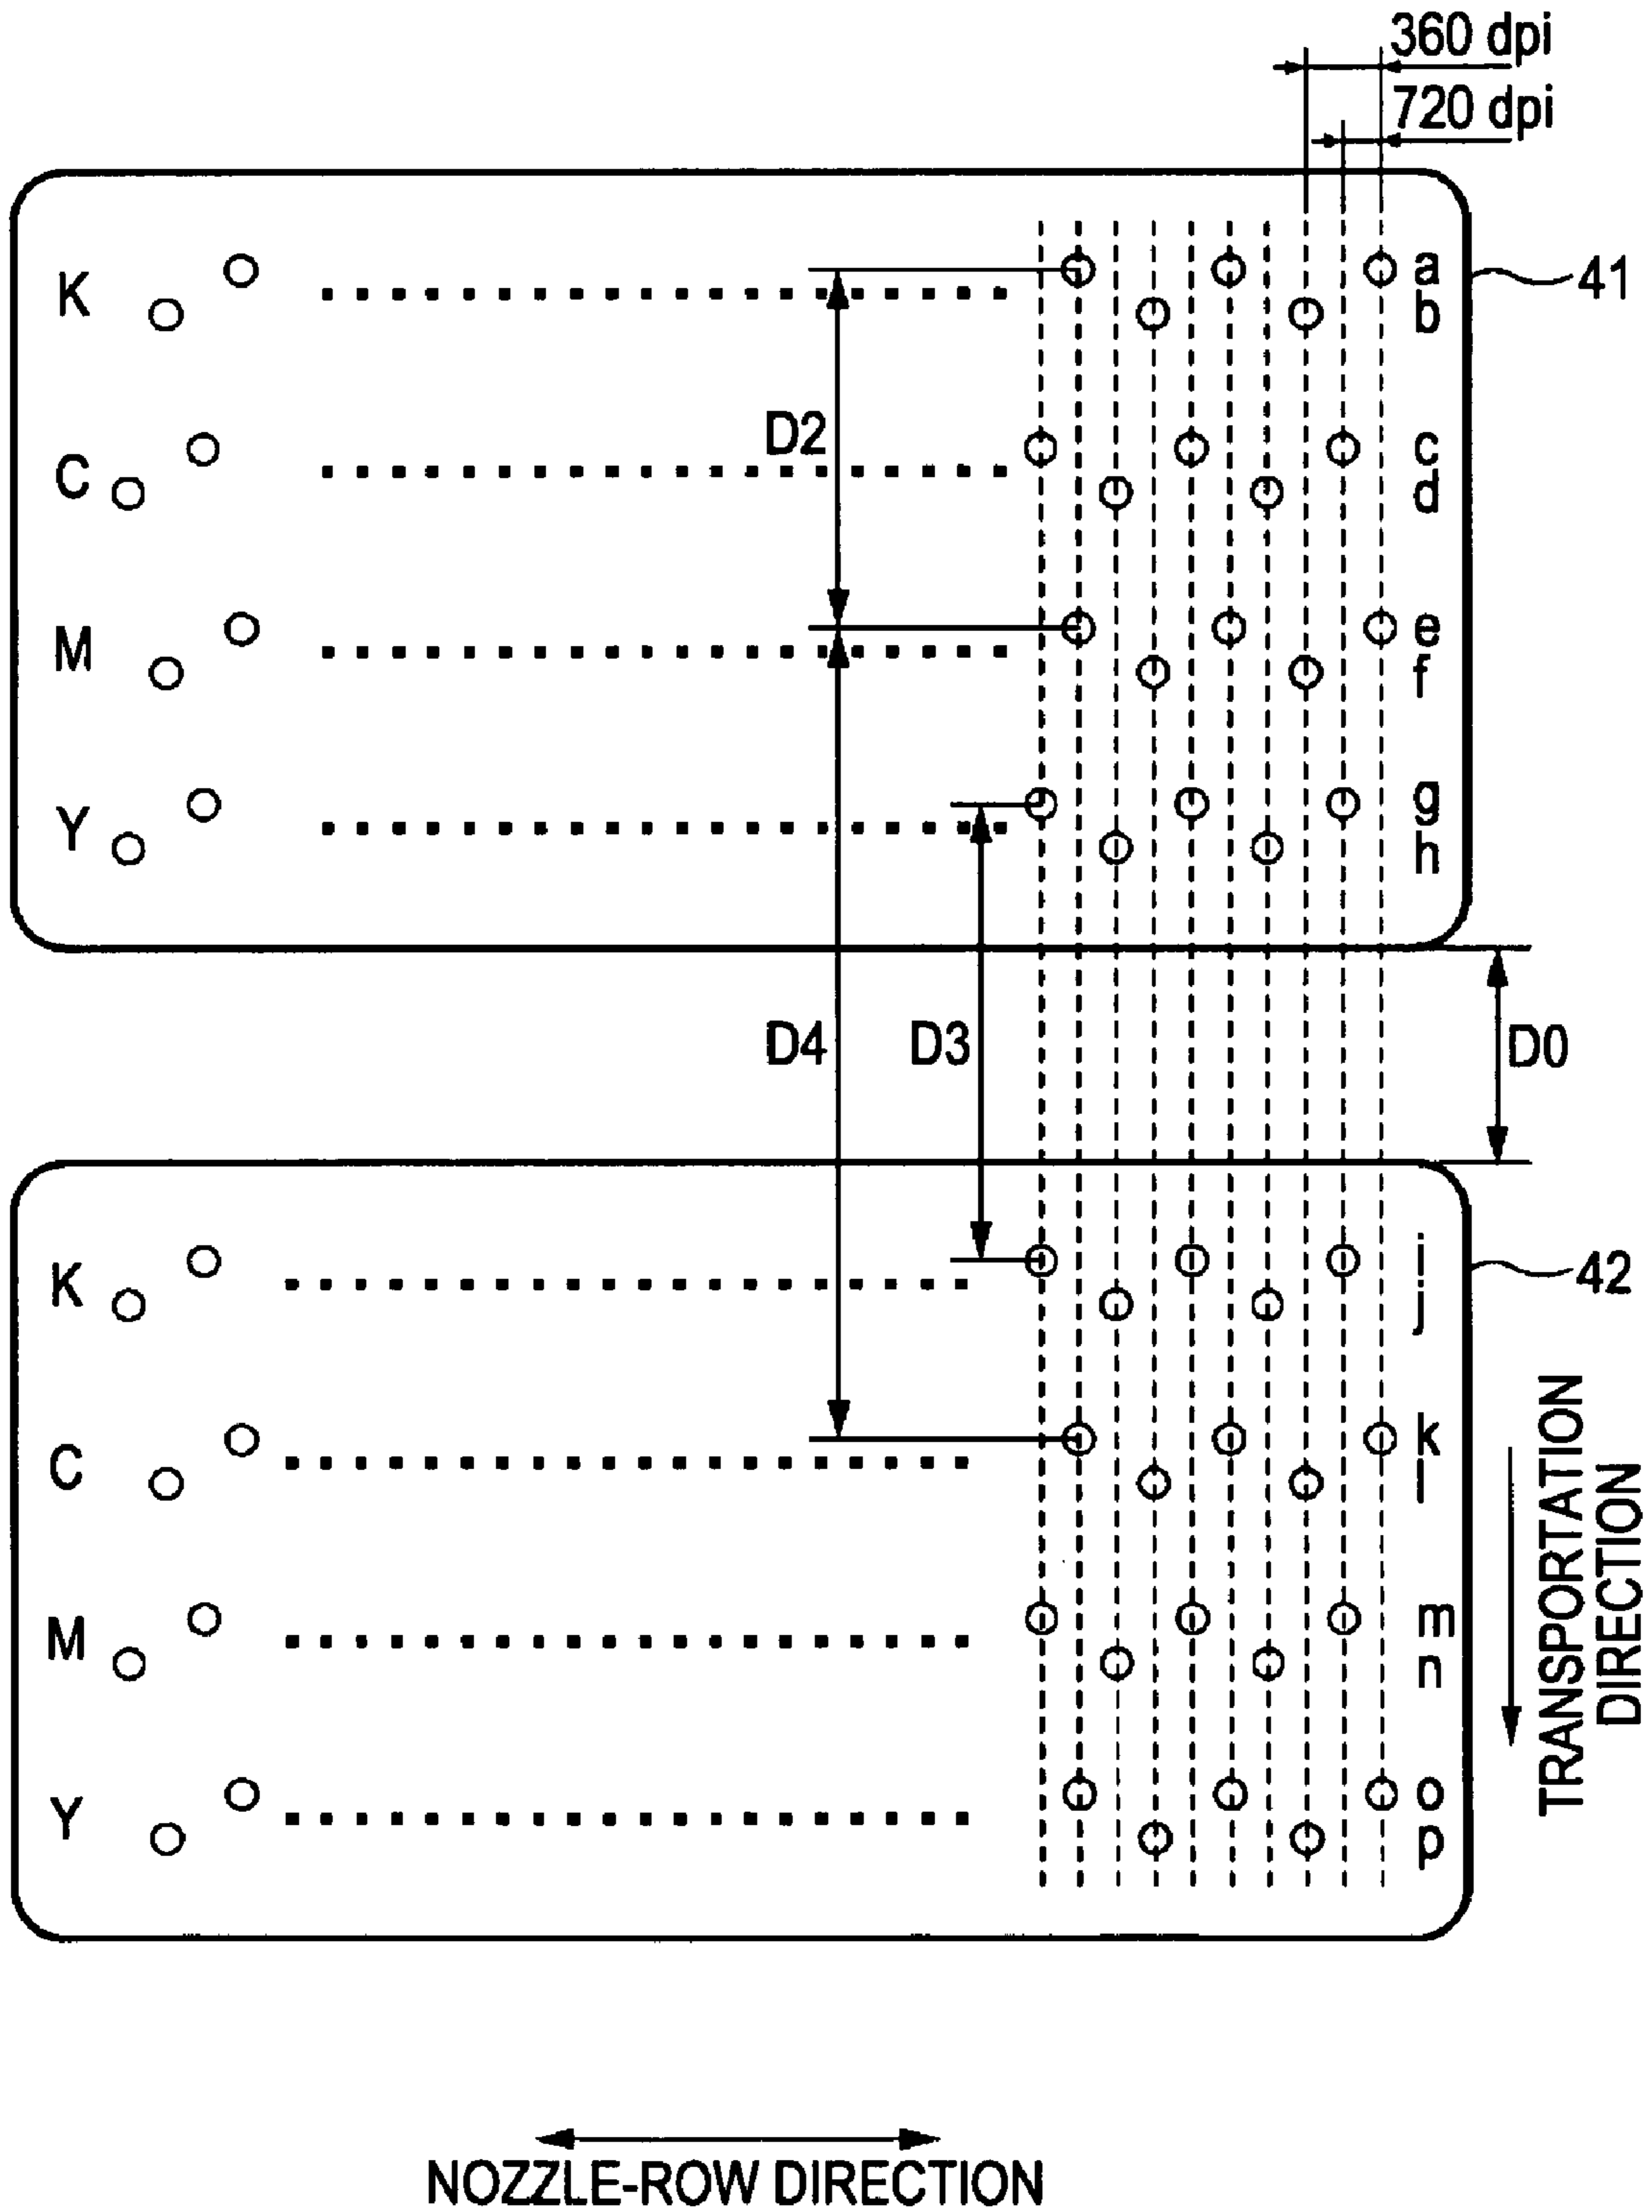 360 dpi
720 dpi
K
a
b
41
D2
C
c
d
M
e
f
Y
g
h
D4
D3
D0
K
i
j
42
C
k
l
M
m
n
Y
o
p
TRANSPORTATION
DIRECTION
NOZZLE-ROW DIRECTION